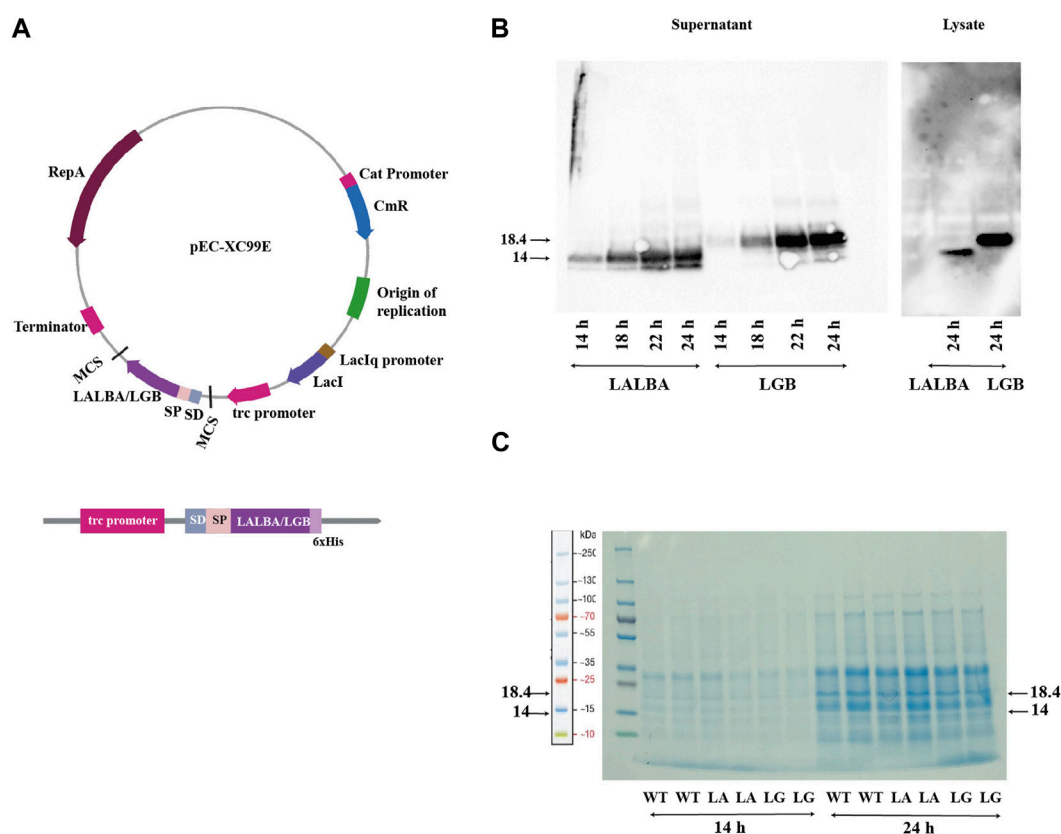 A
RepA
Cat Promoter
CmR
pEC-XC99E
Origin of
replication
LacIq promoter
LacI
trc promoter
MCS
SD
SP
LALBA/LGB
MCS
Terminator
trc promoter
SD
SP
LALBA/LGB
6xHis
B
Supernatant
Lysate
18.4
14
14 h
18 h
22 h
24 h
14 h
18 h
22 h
24 h
LALBA
LGB
24 h
24 h
LALBA
LGB
C
kDa
~250
~130
~100
~70
~55
~35
~25
~15
~10
18.4
14
18.4
14
WT WT LA LA LG LG WT WT LA LA LG LG
14 h
24 h